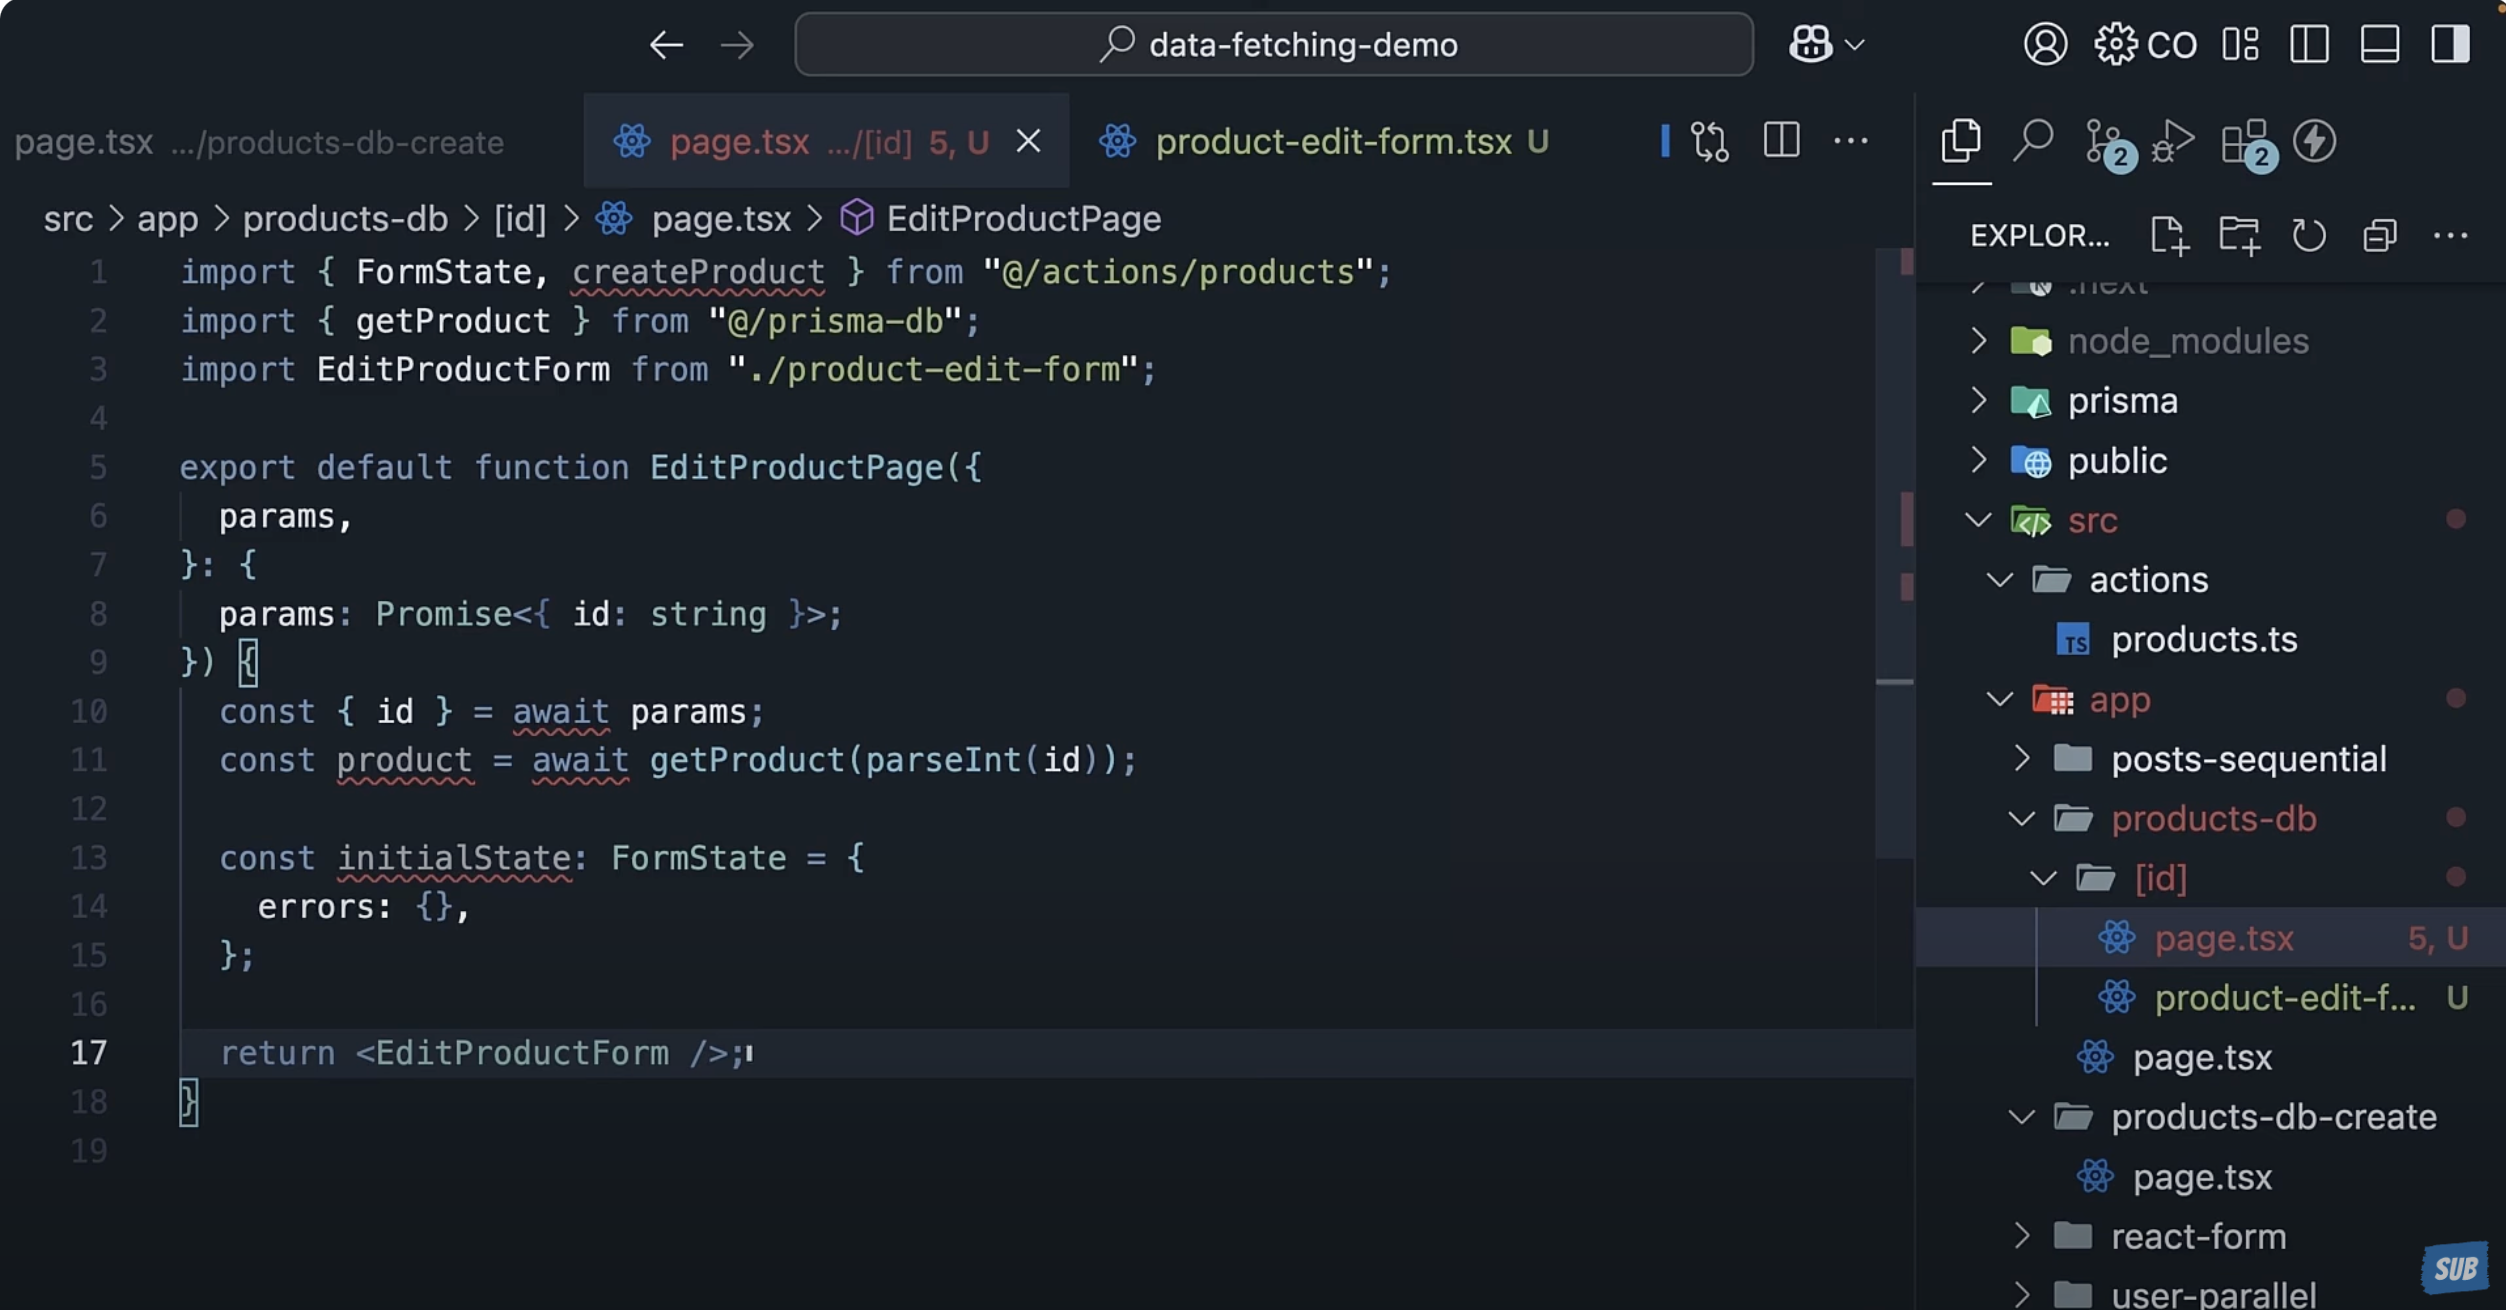 data-fetching-demo
CO
page.tsx .../products-db-create
page.tsx .../[id] 5, U
product-edit-form.tsx U
2
2
src > app > products-db > [id] > page.tsx > EditProductPage
EXPLOR...
1 import { FormState, createProduct } from "@/actions/products";
2 import { getProduct } from "@/prisma-db";
3 import EditProductForm from "./product-edit-form";
4
5 export default function EditProductPage({
6 params,
7 }: {
8 params: Promise<{ id: string }>;
9 }) {
10 const { id } = await params;
11 const product = await getProduct(parseInt(id));
12
13 const initialState: FormState = {
14 errors: {},
15 };
16
17 return <EditProductForm />;
18 }
19
.next
node_modules
prisma
public
src
actions
TS products.ts
app
posts-sequential
products-db
[id]
page.tsx 5, U
product-edit-f... U
page.tsx
products-db-create
page.tsx
react-form
user-parallel
SUB